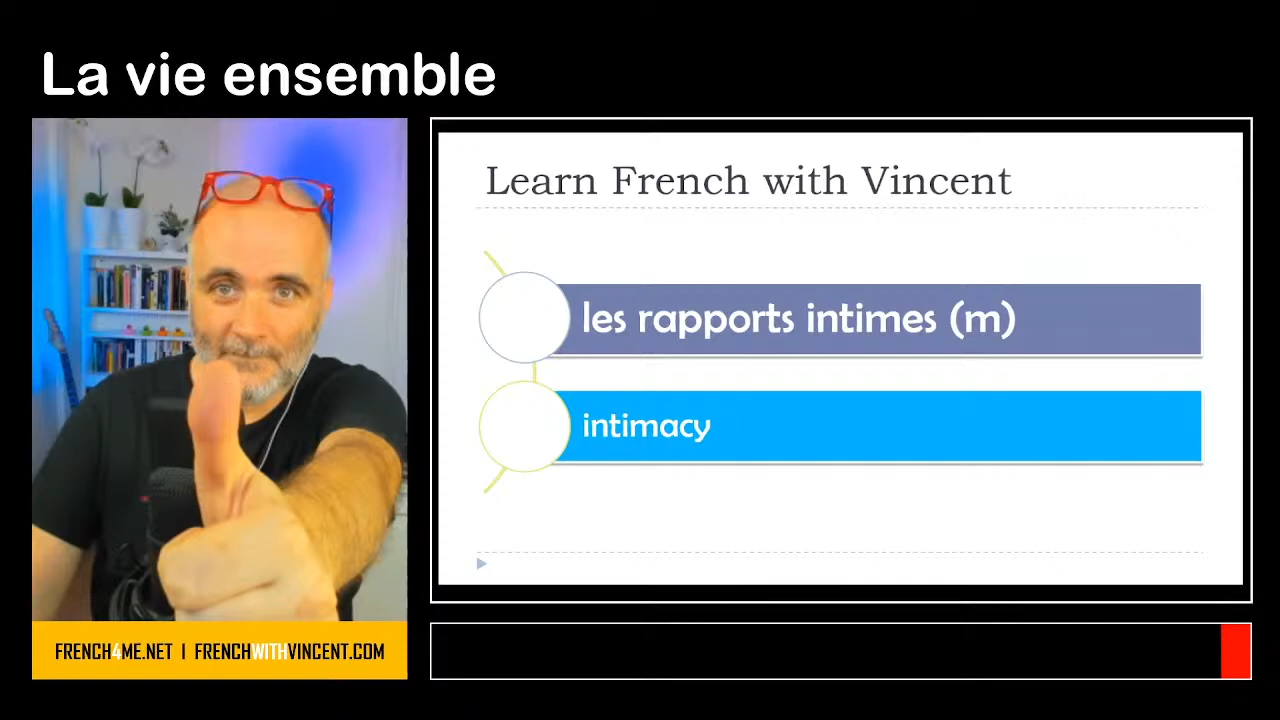 La vie ensemble
Learn French with Vincent
les rapports intimes (m)
intimacy
FRENCH4ME.NET I FRENCHWITHVINCENT.COM